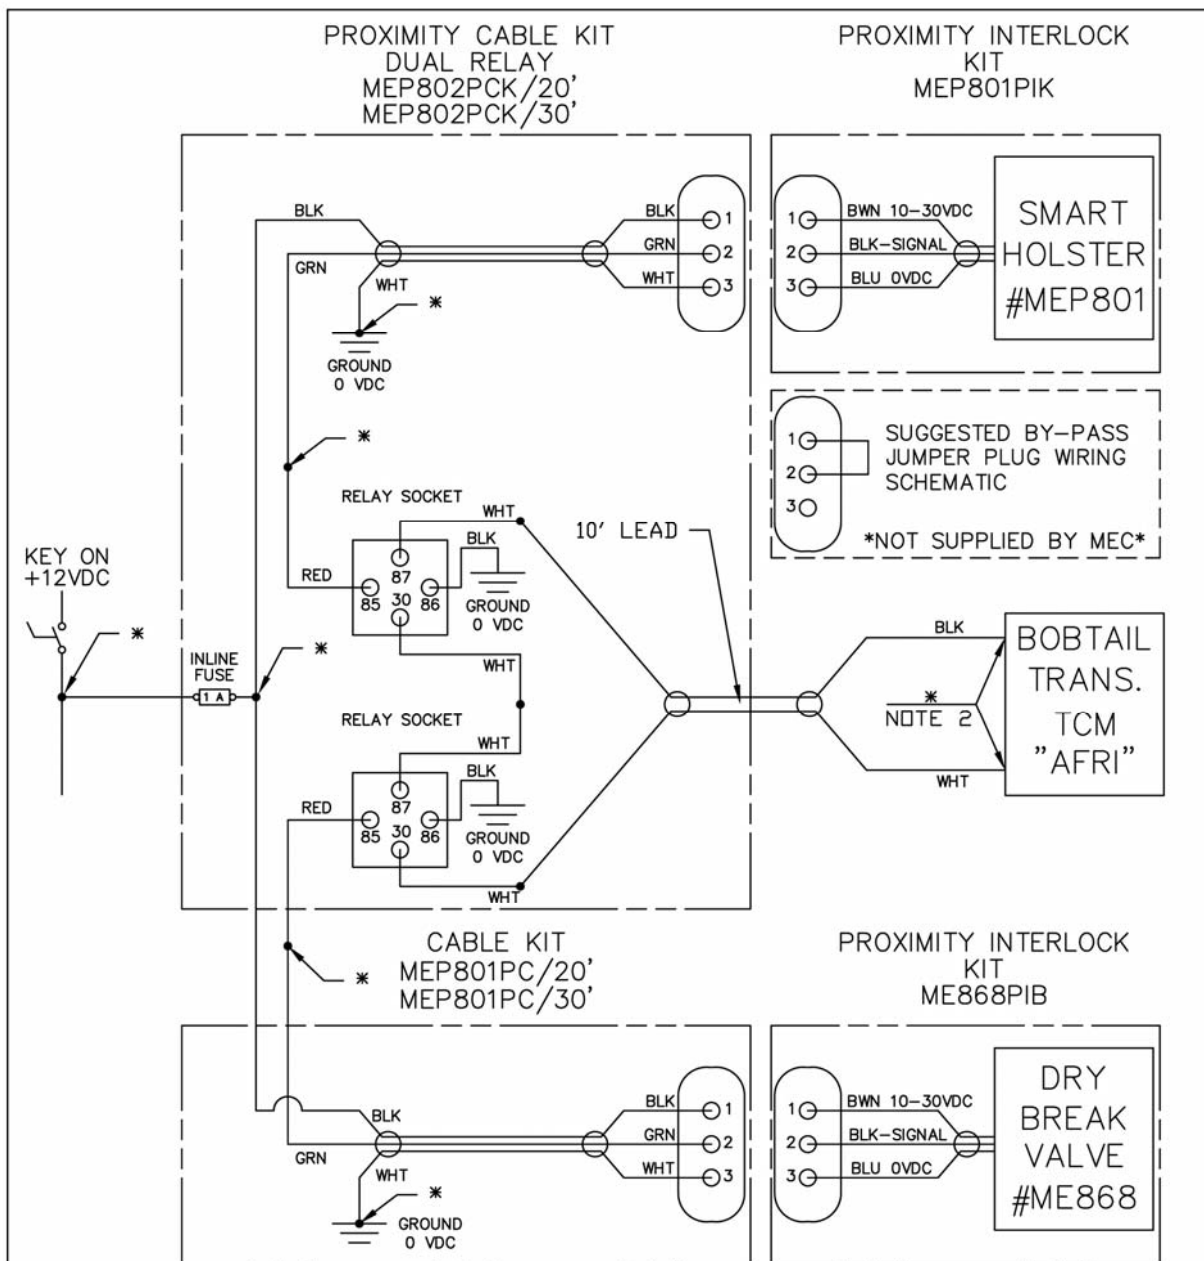 PROXIMITY CABLE KIT
DUAL RELAY
MEP802PCK/20'
MEP802PCK/30'
PROXIMITY INTERLOCK
KIT
MEP801PIK
BLK
GRN
WHT
*
GROUND
0 VDC
BLK
GRN
WHT
1
2
3
1
2
3
BWN 10-30VDC
BLK-SIGNAL
BLU 0VDC
SMART
HOLSTER
#MEP801
1
2
3
SUGGESTED BY-PASS
JUMPER PLUG WIRING
SCHEMATIC
*NOT SUPPLIED BY MEC*
*
RELAY SOCKET
WHT
BLK
RED
85
87
30
86
GROUND
0 VDC
WHT
10' LEAD
KEY ON
+12VDC
*
INLINE
FUSE
1 A
*
RELAY SOCKET
WHT
BLK
RED
85
87
30
86
GROUND
0 VDC
WHT
BLK
*
NOTE 2
WHT
BOBTAIL
TRANS.
TCM
"AFRI"
*
CABLE KIT
MEP801PC/20'
MEP801PC/30'
PROXIMITY INTERLOCK
KIT
ME868PIB
BLK
GRN
WHT
*
GROUND
0 VDC
BLK
GRN
WHT
1
2
3
1
2
3
BWN 10-30VDC
BLK-SIGNAL
BLU 0VDC
DRY
BREAK
VALVE
#ME868